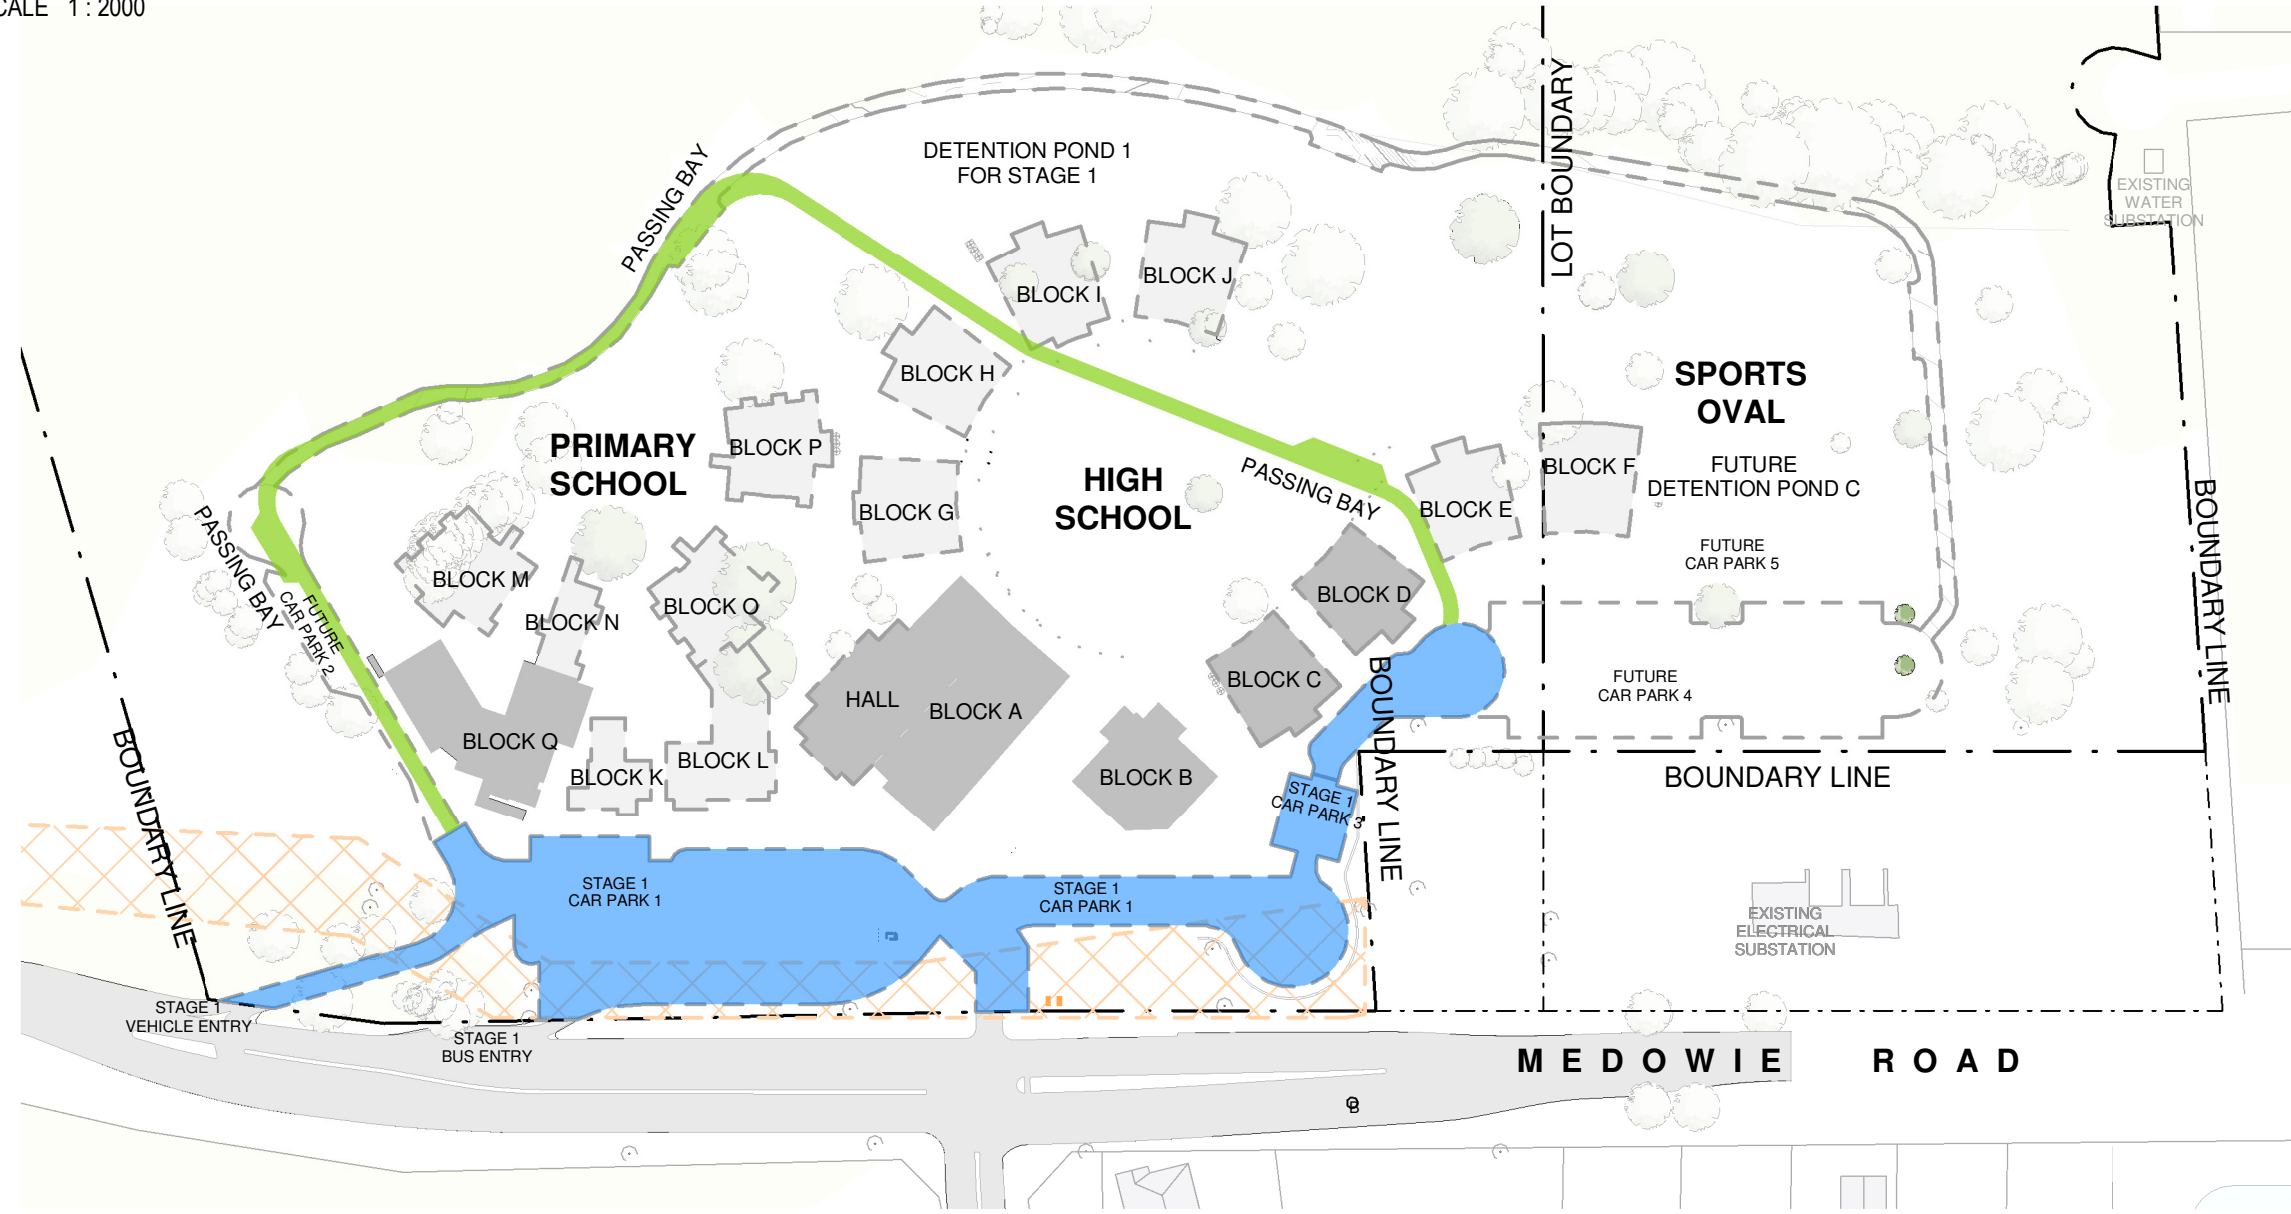 SCALE 1 : 2000
DETENTION POND 1
FOR STAGE 1
PASSING BAY
LOT BOUNDARY
EXISTING
WATER
SUBSTATION
BLOCK I
BLOCK J
BLOCK H
SPORTS
OVAL
PRIMARY
SCHOOL
BLOCK P
HIGH
SCHOOL
PASSING BAY
BLOCK F
FUTURE
DETENTION POND C
BLOCK G
BLOCK E
PASSING BAY
FUTURE
CAR PARK 5
BLOCK M
BLOCK N
BLOCK O
BLOCK D
FUTURE
CAR PARK 2
BOUNDARY LINE
HALL
BLOCK A
BLOCK C
FUTURE
CAR PARK 4
BLOCK Q
BLOCK K
BLOCK L
BLOCK B
BOUNDARY LINE
BOUNDARY LINE
STAGE 1
CAR PARK 3
BOUNDARY LINE
STAGE 1
CAR PARK 1
STAGE 1
CAR PARK 1
EXISTING
ELECTRICAL
SUBSTATION
STAGE 1
VEHICLE ENTRY
STAGE 1
BUS ENTRY
MEDOWIE ROAD